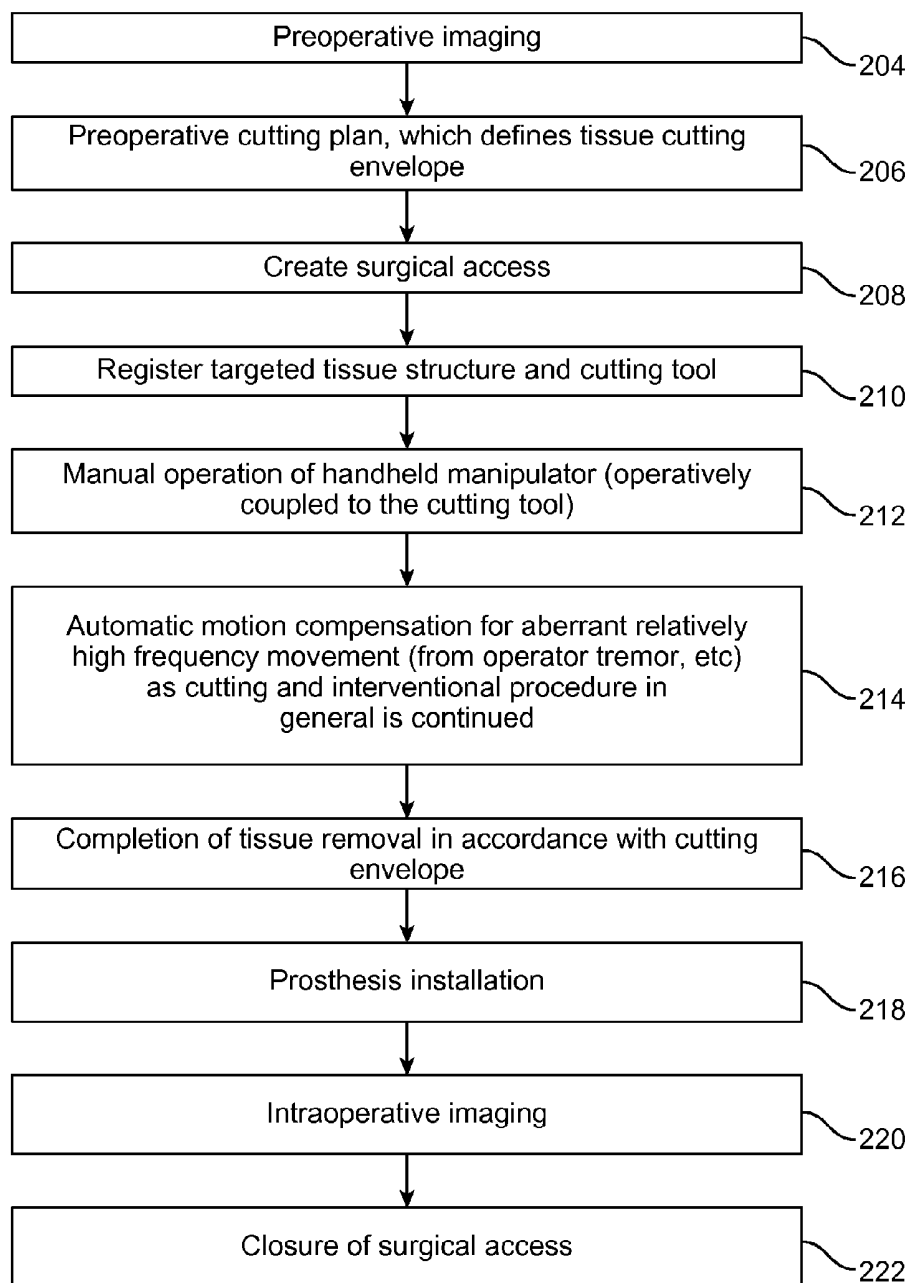 Preoperative imaging
204
Preoperative cutting plan, which defines tissue cutting
envelope
206
Create surgical access
208
Register targeted tissue structure and cutting tool
210
Manual operation of handheld manipulator (operatively
coupled to the cutting tool)
212
Automatic motion compensation for aberrant relatively
high frequency movement (from operator tremor, etc)
as cutting and interventional procedure in
general is continued
214
Completion of tissue removal in accordance with cutting
envelope
216
Prosthesis installation
218
Intraoperative imaging
220
Closure of surgical access
222